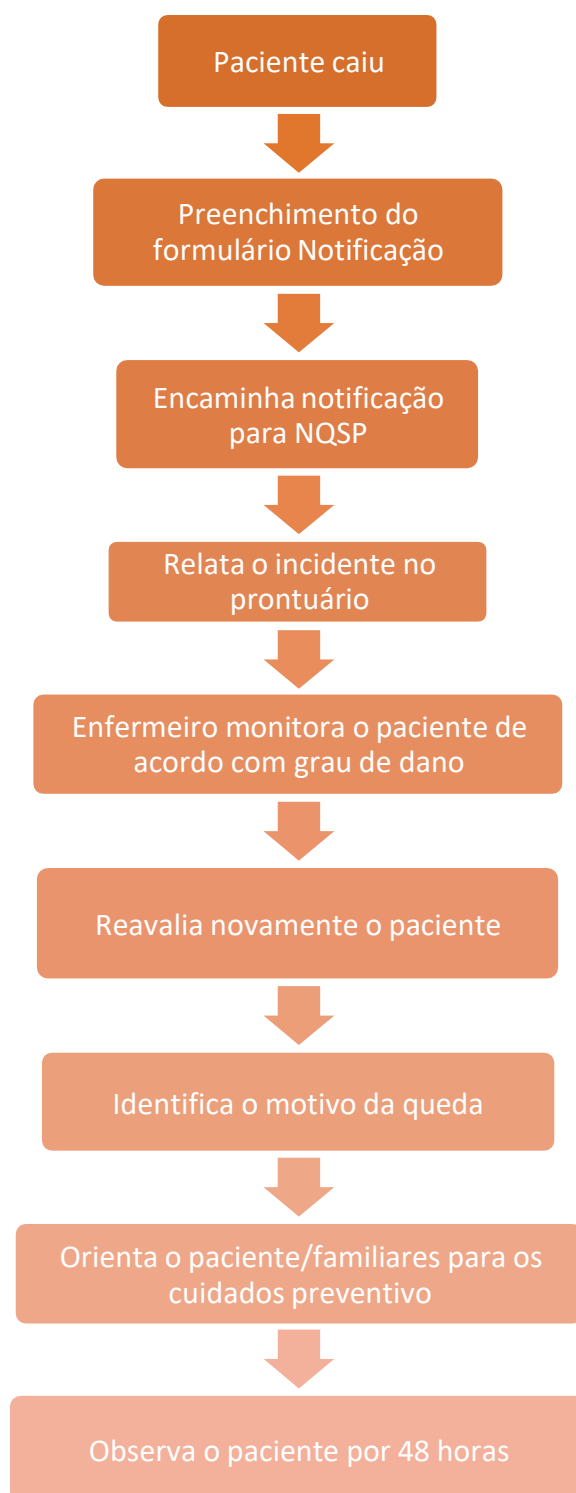 Paciente caiu
Preenchimento do
formulário Notificação
Encaminha notificação
para NQSP
Relata o incidente no
prontuário
Enfermeiro monitora o paciente de
acordo com grau de dano
Reavalia novamente o paciente
Identifica o motivo da queda
Orienta o paciente/familiares para os
cuidados preventivo
Observa o paciente por 48 horas